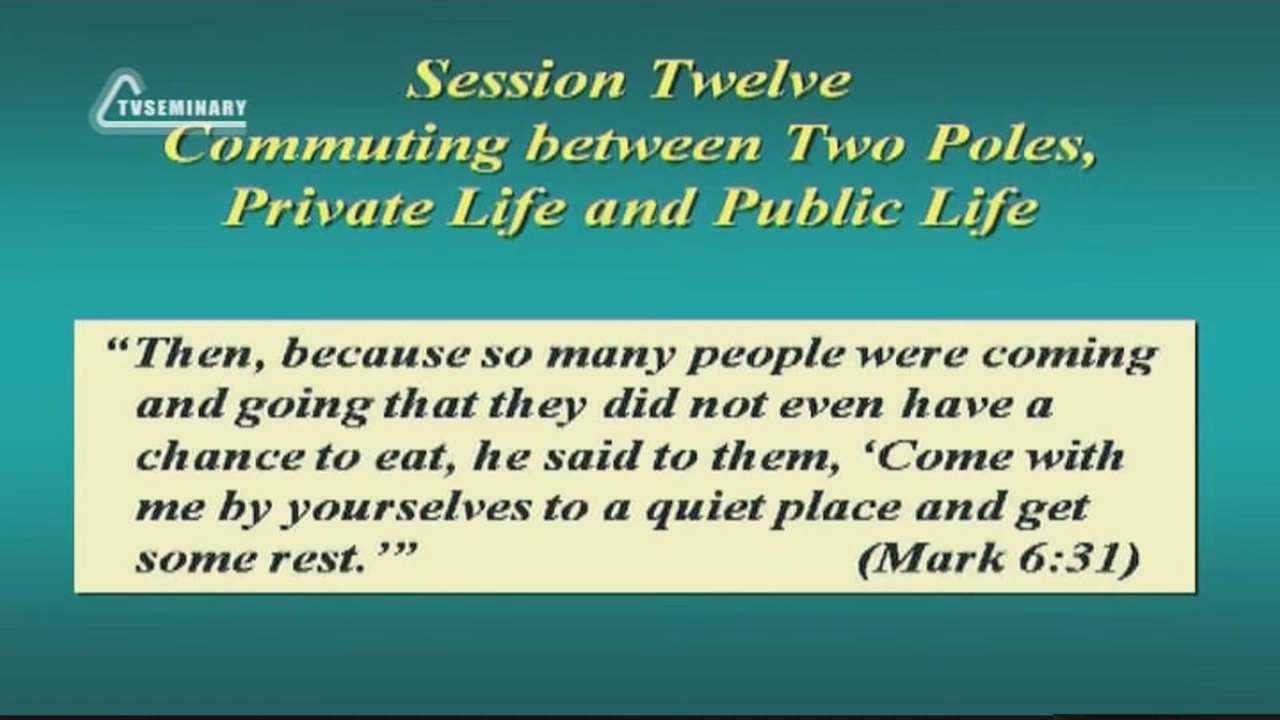 Session Twelve
TVSEMINARY
Commuting between Two Poles,
Private Life and Public Life
“Then, because so many people were coming
and going that they did not even have a
chance to eat, he said to them, ‘Come with
me by yourselves to a quiet place and get
some rest.’” (Mark 6:31)